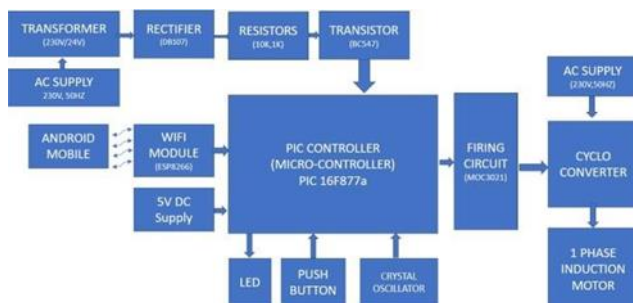 TRANSFORMER
(230V/24V)
RECTIFIER
(DB107)
RESISTORS
(10K,1K)
TRANSISTOR
(BC547)
AC SUPPLY
230V, 50HZ
AC SUPPLY
(230V,50HZ)
ANDROID
MOBILE
WIFI
MODULE
(ESP8266)
PIC CONTROLLER
(MICRO-CONTROLLER)
PIC 16F877a
FIRING
CIRCUIT
(MOC3021)
CYCLO
CONVERTER
5V DC
Supply
LED
PUSH
BUTTON
CRYSTAL
OSCILLATOR
1 PHASE
INDUCTION
MOTOR